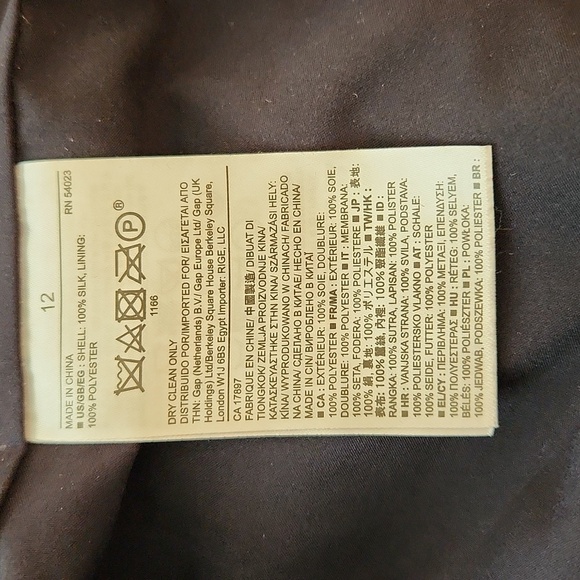 12
RN 54023
MADE IN CHINA
■ US/GB/EG : SHELL: 100% SILK, LINING:
100% POLYESTER
P®
1166
DRY CLEAN ONLY
DISTRIBUIDO POR/IMPORTED FOR/ ΕΙΣΑΓΕΤΑΙ ΑΠΟ
ΤΗΝ: Gap (Netherlands) B.V./ Gap Europe Ltd/ Gap (UK
Holdings) Ltd/Berkeley Square House Berkeley Square,
London W1J 6BS Egypt Importer: RIGE, LLC
CA 17897
FABRIQUE EN CHINE/ 中國製造/ DIBUAT DI
TIONGKOK/ ZEMLJA PROIZVODNJE KINA/
ΚΑΤΑΣΚΕΥΑΣΤΗΚΕ ΣΤΗΝ ΚΙΝΑ/ SZÁRMAZÁSI HELY:
KÍNA/ WYPRODUKOWANO W CHINACH/ FABRICADO
NA CHINA/ СДЕЛАНО В КИТАЕ/ HECHO EN CHINA/
MADE IN CINA/ ВИРОБЛЕНО В КИТАЇ
■ CA : EXTÉRIEUR: 100% SOIE, DOUBLURE:
100% POLYESTER ■ FR/MA : EXTÉRIEUR: 100% SOIE,
DOUBLURE: 100% POLYESTER ■ IT : MEMBRANA:
100% SETA, FODERA: 100% POLIESTERE ■ JP : 表地:
100% 絹, 裏地: 100% ポリエステル ■ TW/HK :
表布: 100% 蠶絲, 內裡: 100% 聚酯纖維 ■ ID :
RANGKA: 100% SUTRA, LAPISAN: 100% POLISTER
■ HR : VANJSKA STRANA: 100% SVILA, PODSTAVA:
100% POLIESTERSKO VLAKNO ■ AT : SCHALE:
100% SEIDE, FUTTER: 100% POLYESTER
■ EL/CY : ΠΕΡΙΒΛΗΜΑ: 100% ΜΕΤΑΞΙ, ΕΠΕΝΔΥΣΗ:
100% ΠΟΛΥΕΣΤΕΡΑΣ ■ HU : RÉTEG: 100% SELYEM,
BÉLÉS: 100% POLIÉSZTER ■ PL : POWŁOKA:
100% JEDWAB, PODSZEWKA: 100% POLIESTER ■ BR :